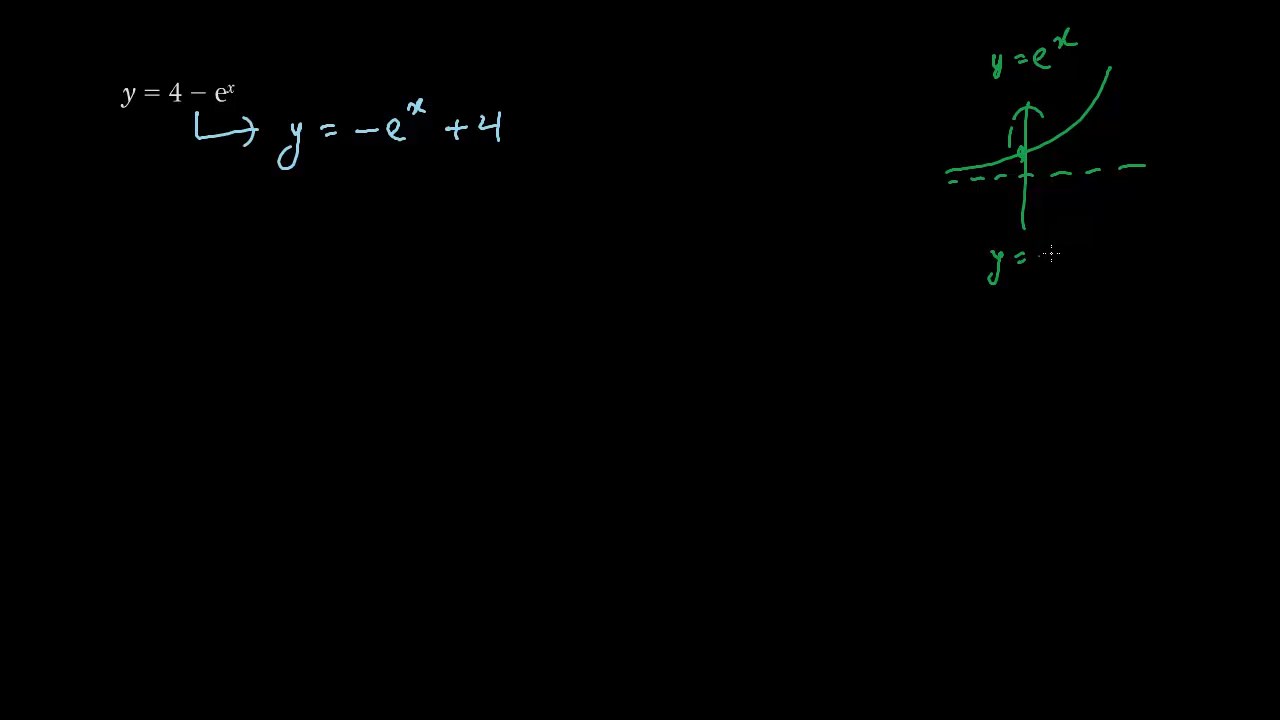 y = e^x
y = 4 − e^x
y = -e^x + 4
y =